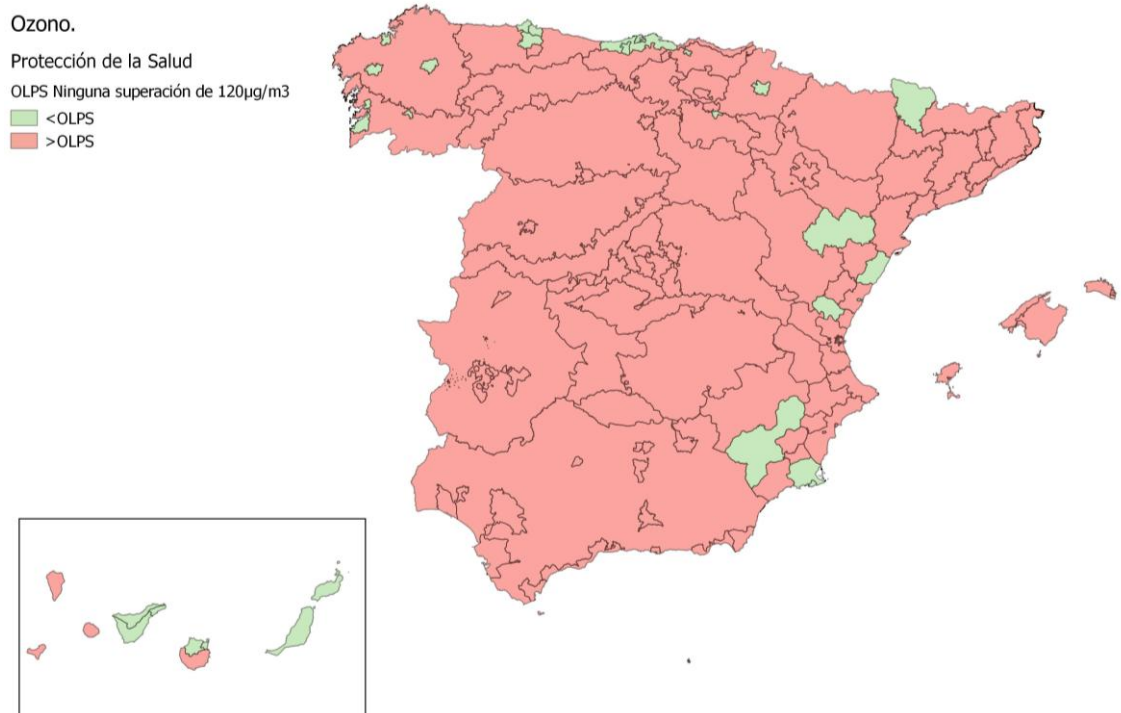 Ozono.
Protección de la Salud
OLPS Ninguna superación de 120µg/m3
<OLPS
>OLPS